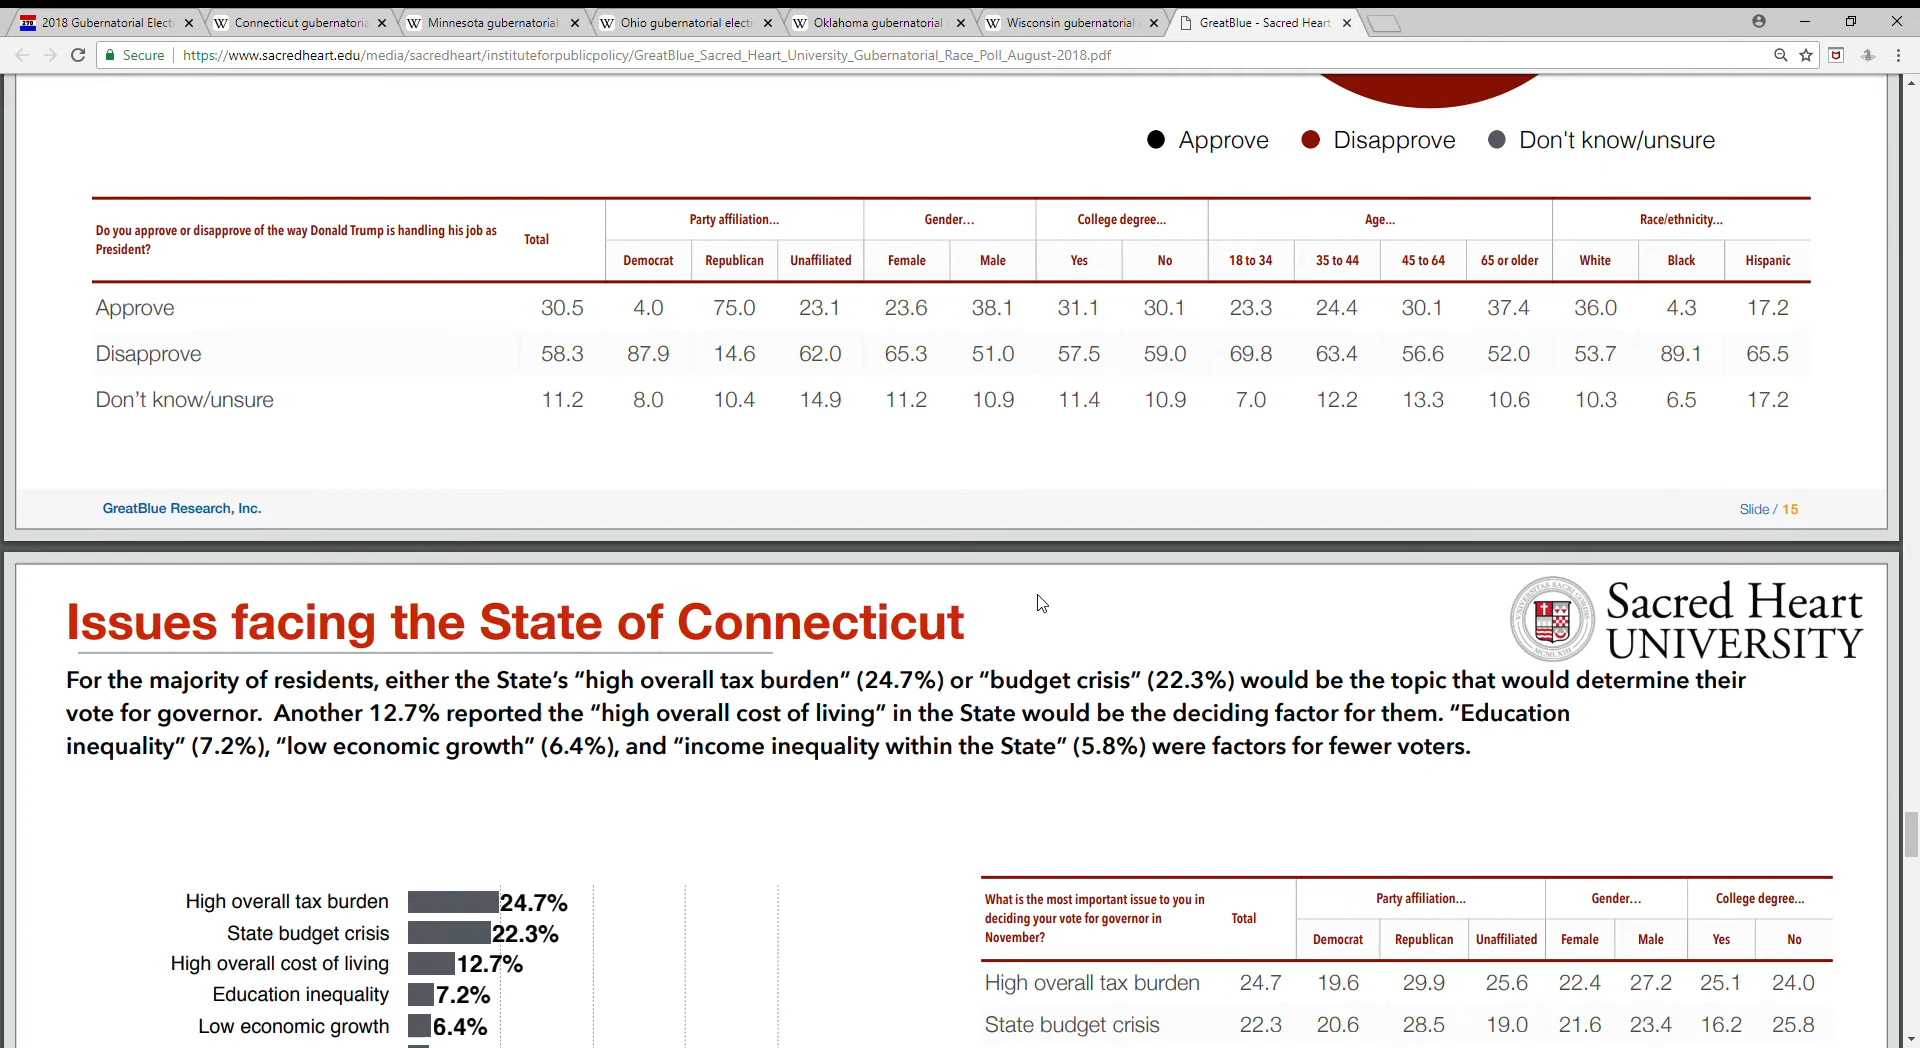 2018 Gubernatorial Electi
Connecticut gubernatoria
Minnesota gubernatorial
Ohio gubernatorial electi
Oklahoma gubernatorial
Wisconsin gubernatorial
GreatBlue - Sacred Heart
Secure
https://www.sacredheart.edu/media/sacredheart/instituteforpublicpolicy/GreatBlue_Sacred_Heart_University_Gubernatorial_Race_Poll_August-2018.pdf
Approve Disapprove Don't know/unsure
Do you approve or disapprove of the way Donald Trump is handling his job as
President?
Total
Party affiliation... Gender... College degree... Age... Race/ethnicity...
Democrat Republican Unaffiliated Female Male Yes No 18 to 34 35 to 44 45 to 64 65 or older White Black Hispanic
Approve 30.5 4.0 75.0 23.1 23.6 38.1 31.1 30.1 23.3 24.4 30.1 37.4 36.0 4.3 17.2
Disapprove 58.3 87.9 14.6 62.0 65.3 51.0 57.5 59.0 69.8 63.4 56.6 52.0 53.7 89.1 65.5
Don't know/unsure 11.2 8.0 10.4 14.9 11.2 10.9 11.4 10.9 7.0 12.2 13.3 10.6 10.3 6.5 17.2
GreatBlue Research, Inc.
Slide / 15
Issues facing the State of Connecticut
Sacred Heart
UNIVERSITY
For the majority of residents, either the State's “high overall tax burden” (24.7%) or “budget crisis” (22.3%) would be the topic that would determine their
vote for governor. Another 12.7% reported the “high overall cost of living” in the State would be the deciding factor for them. “Education
inequality” (7.2%), “low economic growth” (6.4%), and “income inequality within the State” (5.8%) were factors for fewer voters.
High overall tax burden 24.7%
State budget crisis 22.3%
High overall cost of living 12.7%
Education inequality 7.2%
Low economic growth 6.4%
What is the most important issue to you in
deciding your vote for governor in
November?
Total
Party affiliation... Gender... College degree...
Democrat Republican Unaffiliated Female Male Yes No
High overall tax burden 24.7 19.6 29.9 25.6 22.4 27.2 25.1 24.0
State budget crisis 22.3 20.6 28.5 19.0 21.6 23.4 16.2 25.8